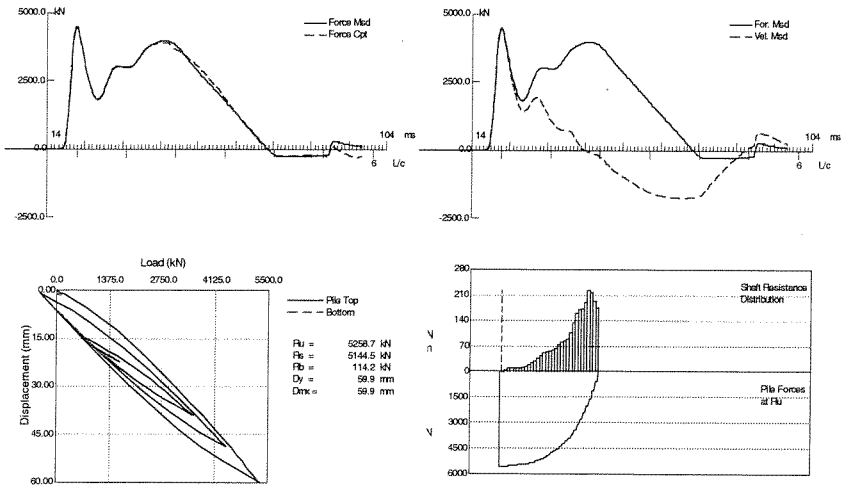 5000.0 kN
Force Msd
Force Cpt
2500.0
14
104 ms
0.0
6 L/c
-2500.0
5000.0 kN
For. Msd
Vel. Msd
2500.0
14
104 ms
0.0
6 L/c
-2500.0
Load (kN)
0.0 1375.0 2750.0 4125.0 5500.0
0.00
15.00
30.00
45.00
60.00
Displacement (mm)
Pile Top
Bottom
Ru = 5258.7 kN
Rs = 5144.5 kN
Rb = 114.2 kN
Dy = 59.9 mm
Dmx = 59.9 mm
280
210
140
70
0
1500
3000
4500
6000
Shaft Resistance
Distribution
Pile Forces
at Ru